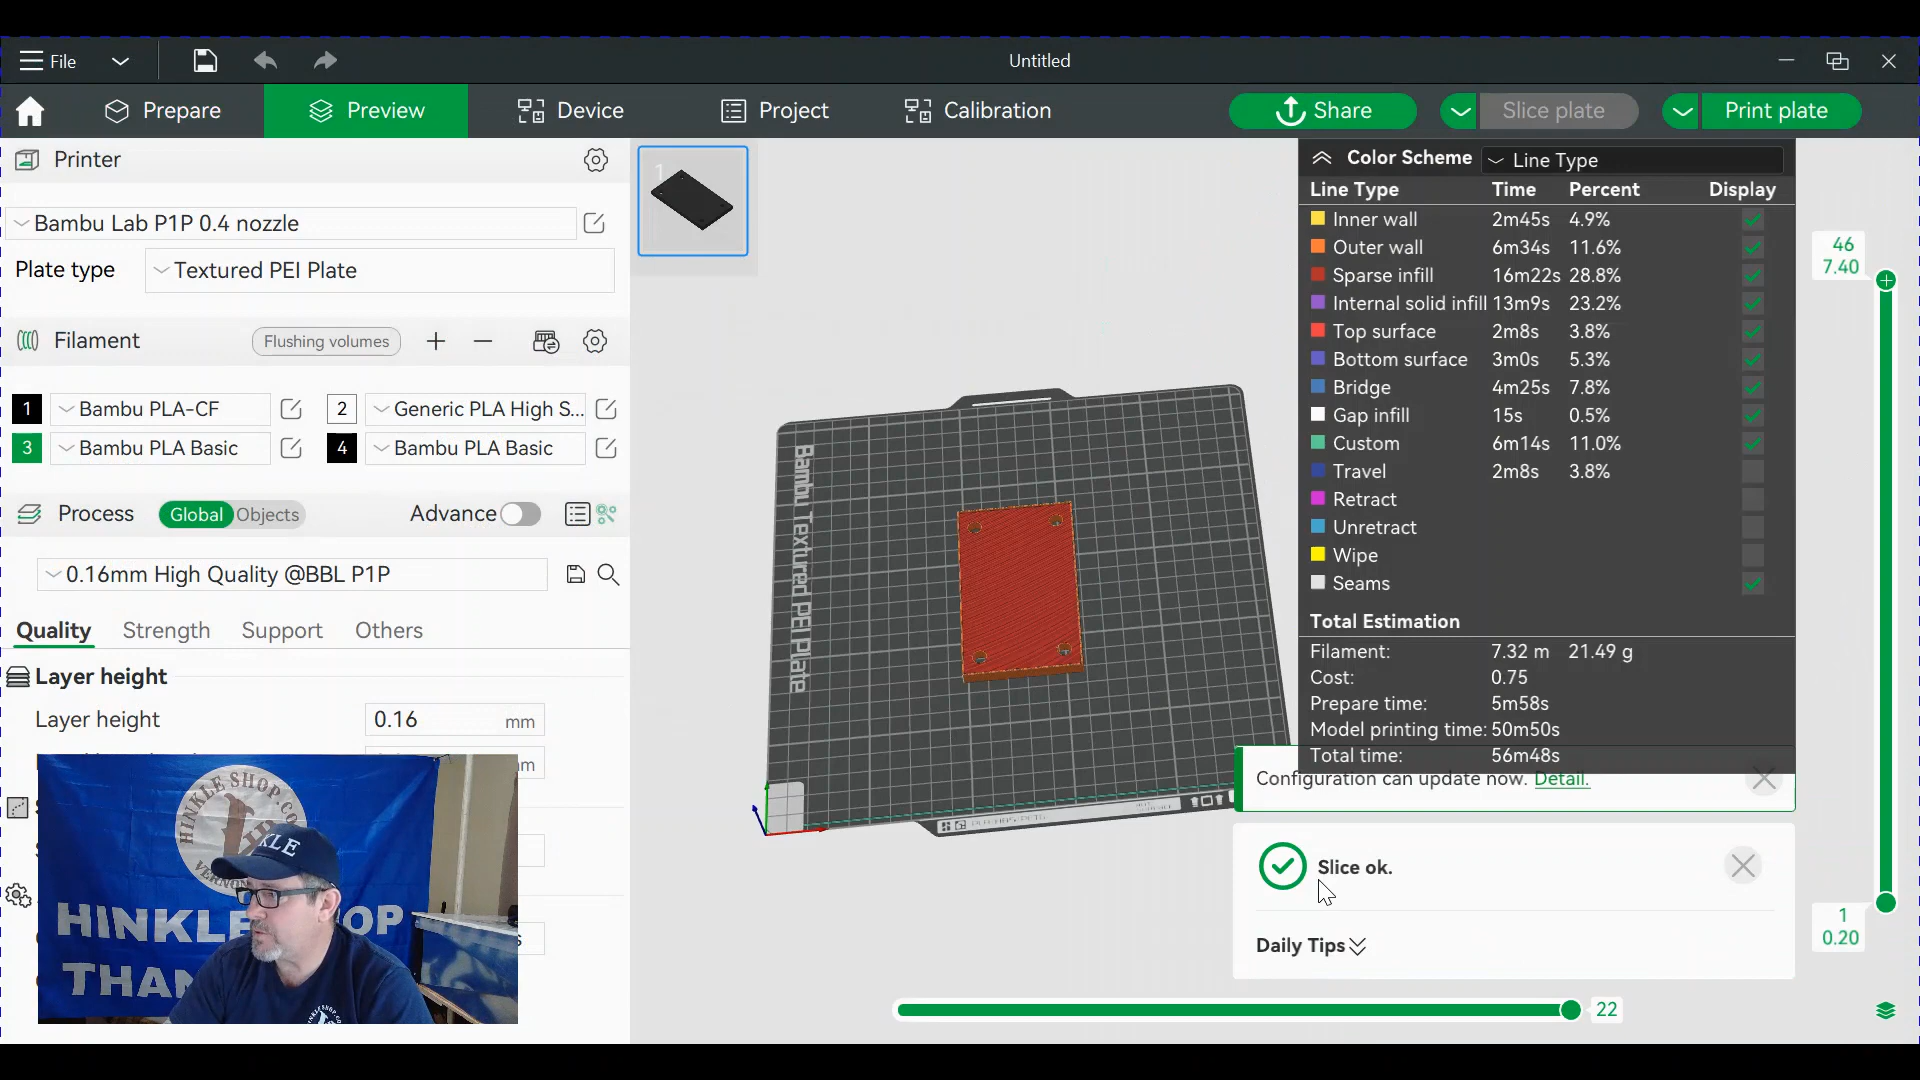 File
Untitled
Prepare
Preview
Device
Project
Calibration
Share
Slice plate
Print plate
Printer
Bambu Lab P1P 0.4 nozzle
Plate type
Textured PEI Plate
Filament
Flushing volumes
1 Bambu PLA-CF
2 Generic PLA High S...
3 Bambu PLA Basic
4 Bambu PLA Basic
Process
Global Objects
Advance
0.16mm High Quality @BBL P1P
Quality Strength Support Others
Layer height
Layer height 0.16 mm
HINKLE SHOP.CO
VERNON
KLE
HINKLE SHOP
THAN
1
Bambu Textured PEI Plate
Color Scheme Line Type
Line Type Time Percent Display
Inner wall 2m45s 4.9%
Outer wall 6m34s 11.6%
Sparse infill 16m22s 28.8%
Internal solid infill 13m9s 23.2%
Top surface 2m8s 3.8%
Bottom surface 3m0s 5.3%
Bridge 4m25s 7.8%
Gap infill 15s 0.5%
Custom 6m14s 11.0%
Travel 2m8s 3.8%
Retract
Unretract
Wipe
Seams
Total Estimation
Filament: 7.32 m 21.49 g
Cost: 0.75
Prepare time: 5m58s
Model printing time: 50m50s
Total time: 56m48s
Configuration can update now. Detail.
Slice ok.
Daily Tips
46
7.40
1
0.20
22